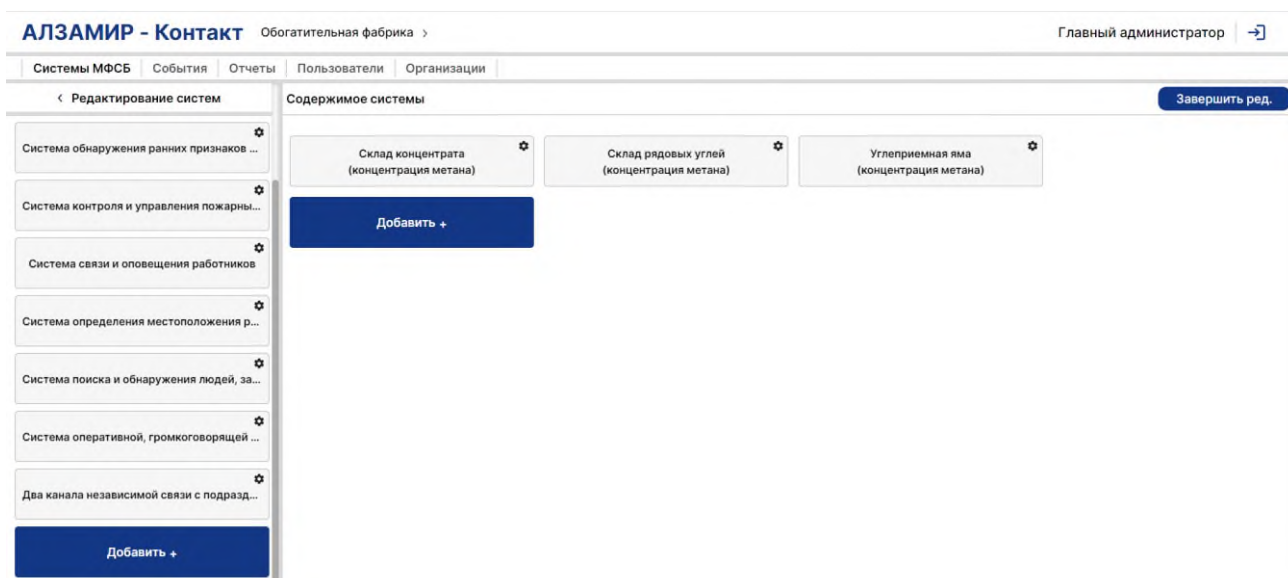 АЛЗАМИР - Контакт Обогатительная фабрика >
Главный администратор
Системы МФСБ События Отчеты Пользователи Организации
< Редактирование систем
Система обнаружения ранних признаков ...
Система контроля и управления пожарны...
Система связи и оповещения работников
Система определения местоположения р...
Система поиска и обнаружения людей, за...
Система оперативной, громкоговорящей ...
Два канала независимой связи с подразд...
Добавить +
Содержимое системы
Завершить ред.
Склад концентрата
(концентрация метана)
Склад рядовых углей
(концентрация метана)
Углеприемная яма
(концентрация метана)
Добавить +